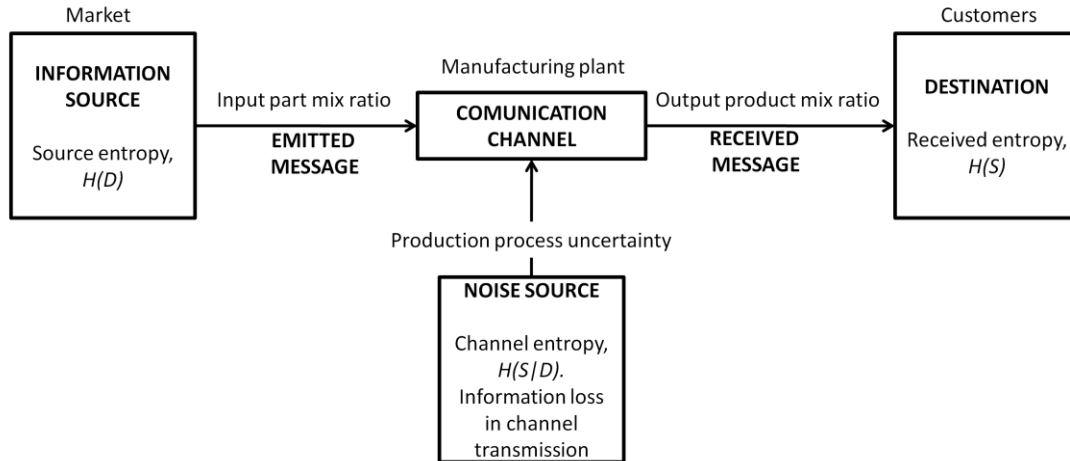 Market
INFORMATION
SOURCE
Source entropy,
H(D)
Input part mix ratio
EMITTED
MESSAGE
Manufacturing plant
COMUNICATION
CHANNEL
Output product mix ratio
RECEIVED
MESSAGE
Customers
DESTINATION
Received entropy,
H(S)
Production process uncertainty
NOISE SOURCE
Channel entropy,
H(S|D).
Information loss
in channel
transmission